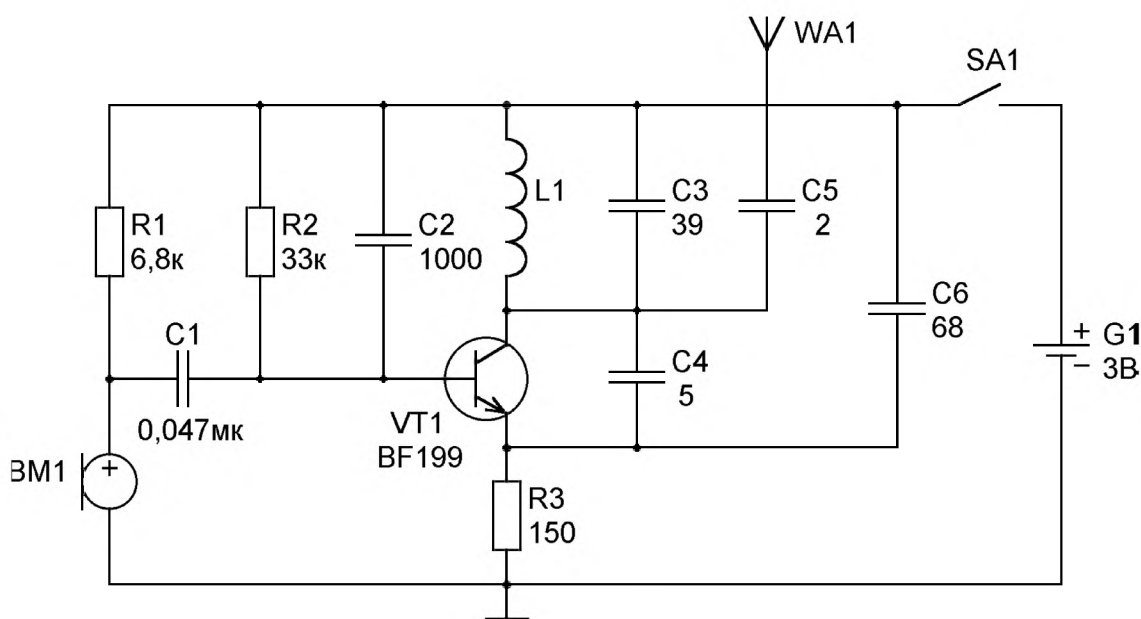 WA1
SA1
R1
6,8к
R2
33к
C2
1000
L1
C3
39
C5
2
C6
68
G1
3В
+
−
C1
0,047мк
C4
5
VT1
BF199
BM1
+
R3
150